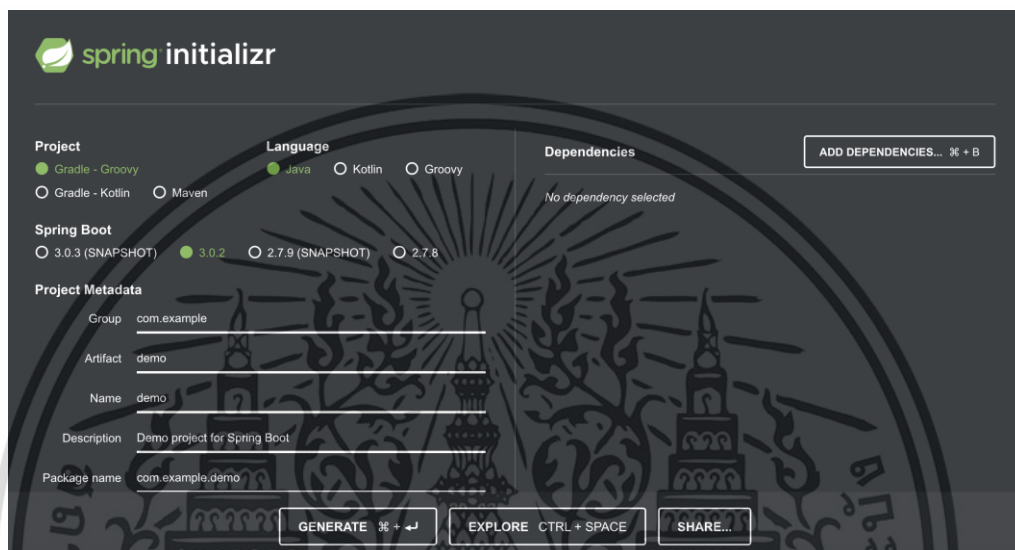 spring initializr
Project
Gradle - Groovy
Gradle - Kotlin Maven
Language
Java Kotlin Groovy
Spring Boot
3.0.3 (SNAPSHOT) 3.0.2 2.7.9 (SNAPSHOT) 2.7.8
Project Metadata
Group com.example
Artifact demo
Name demo
Description Demo project for Spring Boot
Package name com.example.demo
Dependencies
ADD DEPENDENCIES... ⌘ + B
No dependency selected
GENERATE ⌘ + ↵
EXPLORE CTRL + SPACE
SHARE...